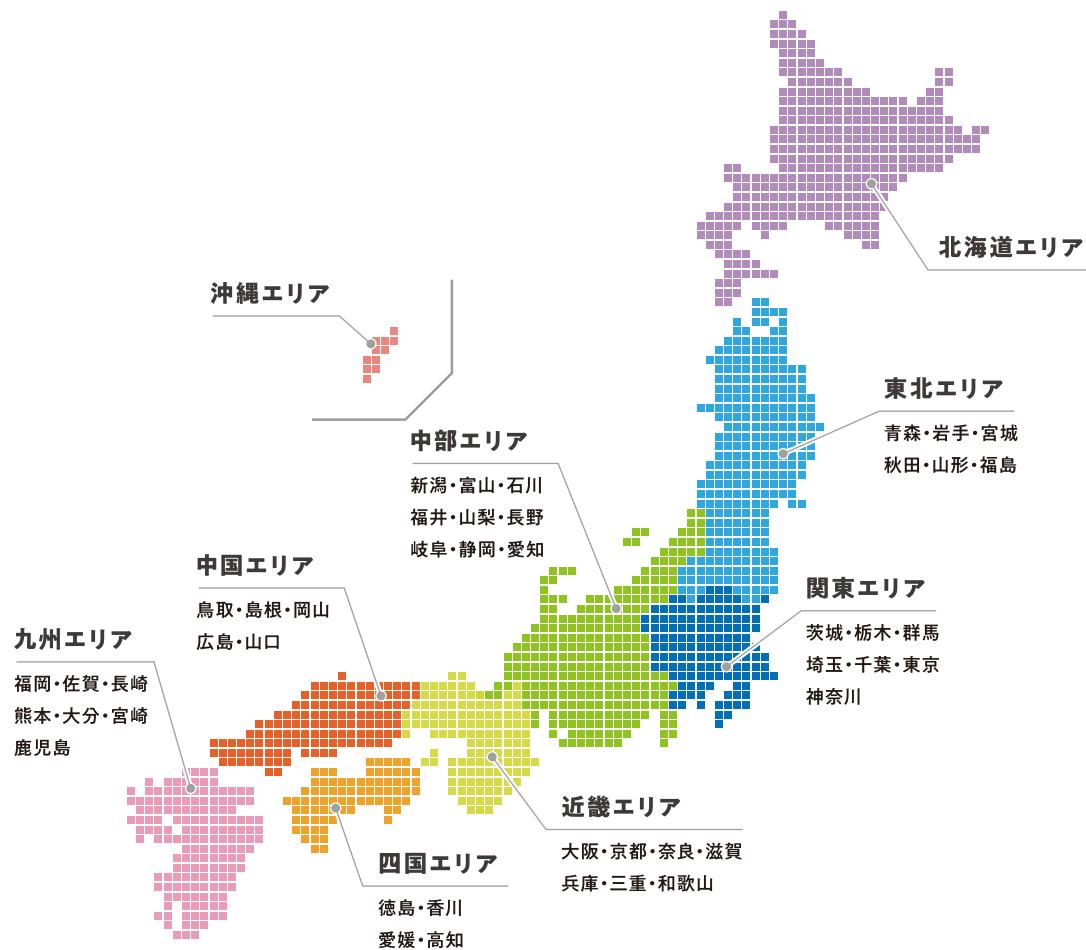 北海道エリア
沖縄エリア
東北エリア
青森・岩手・宮城
秋田・山形・福島
中部エリア
新潟・富山・石川
福井・山梨・長野
岐阜・静岡・愛知
中国エリア
鳥取・島根・岡山
広島・山口
関東エリア
茨城・栃木・群馬
埼玉・千葉・東京
神奈川
九州エリア
福岡・佐賀・長崎
熊本・大分・宮崎
鹿児島
近畿エリア
大阪・京都・奈良・滋賀
兵庫・三重・和歌山
四国エリア
徳島・香川
愛媛・高知